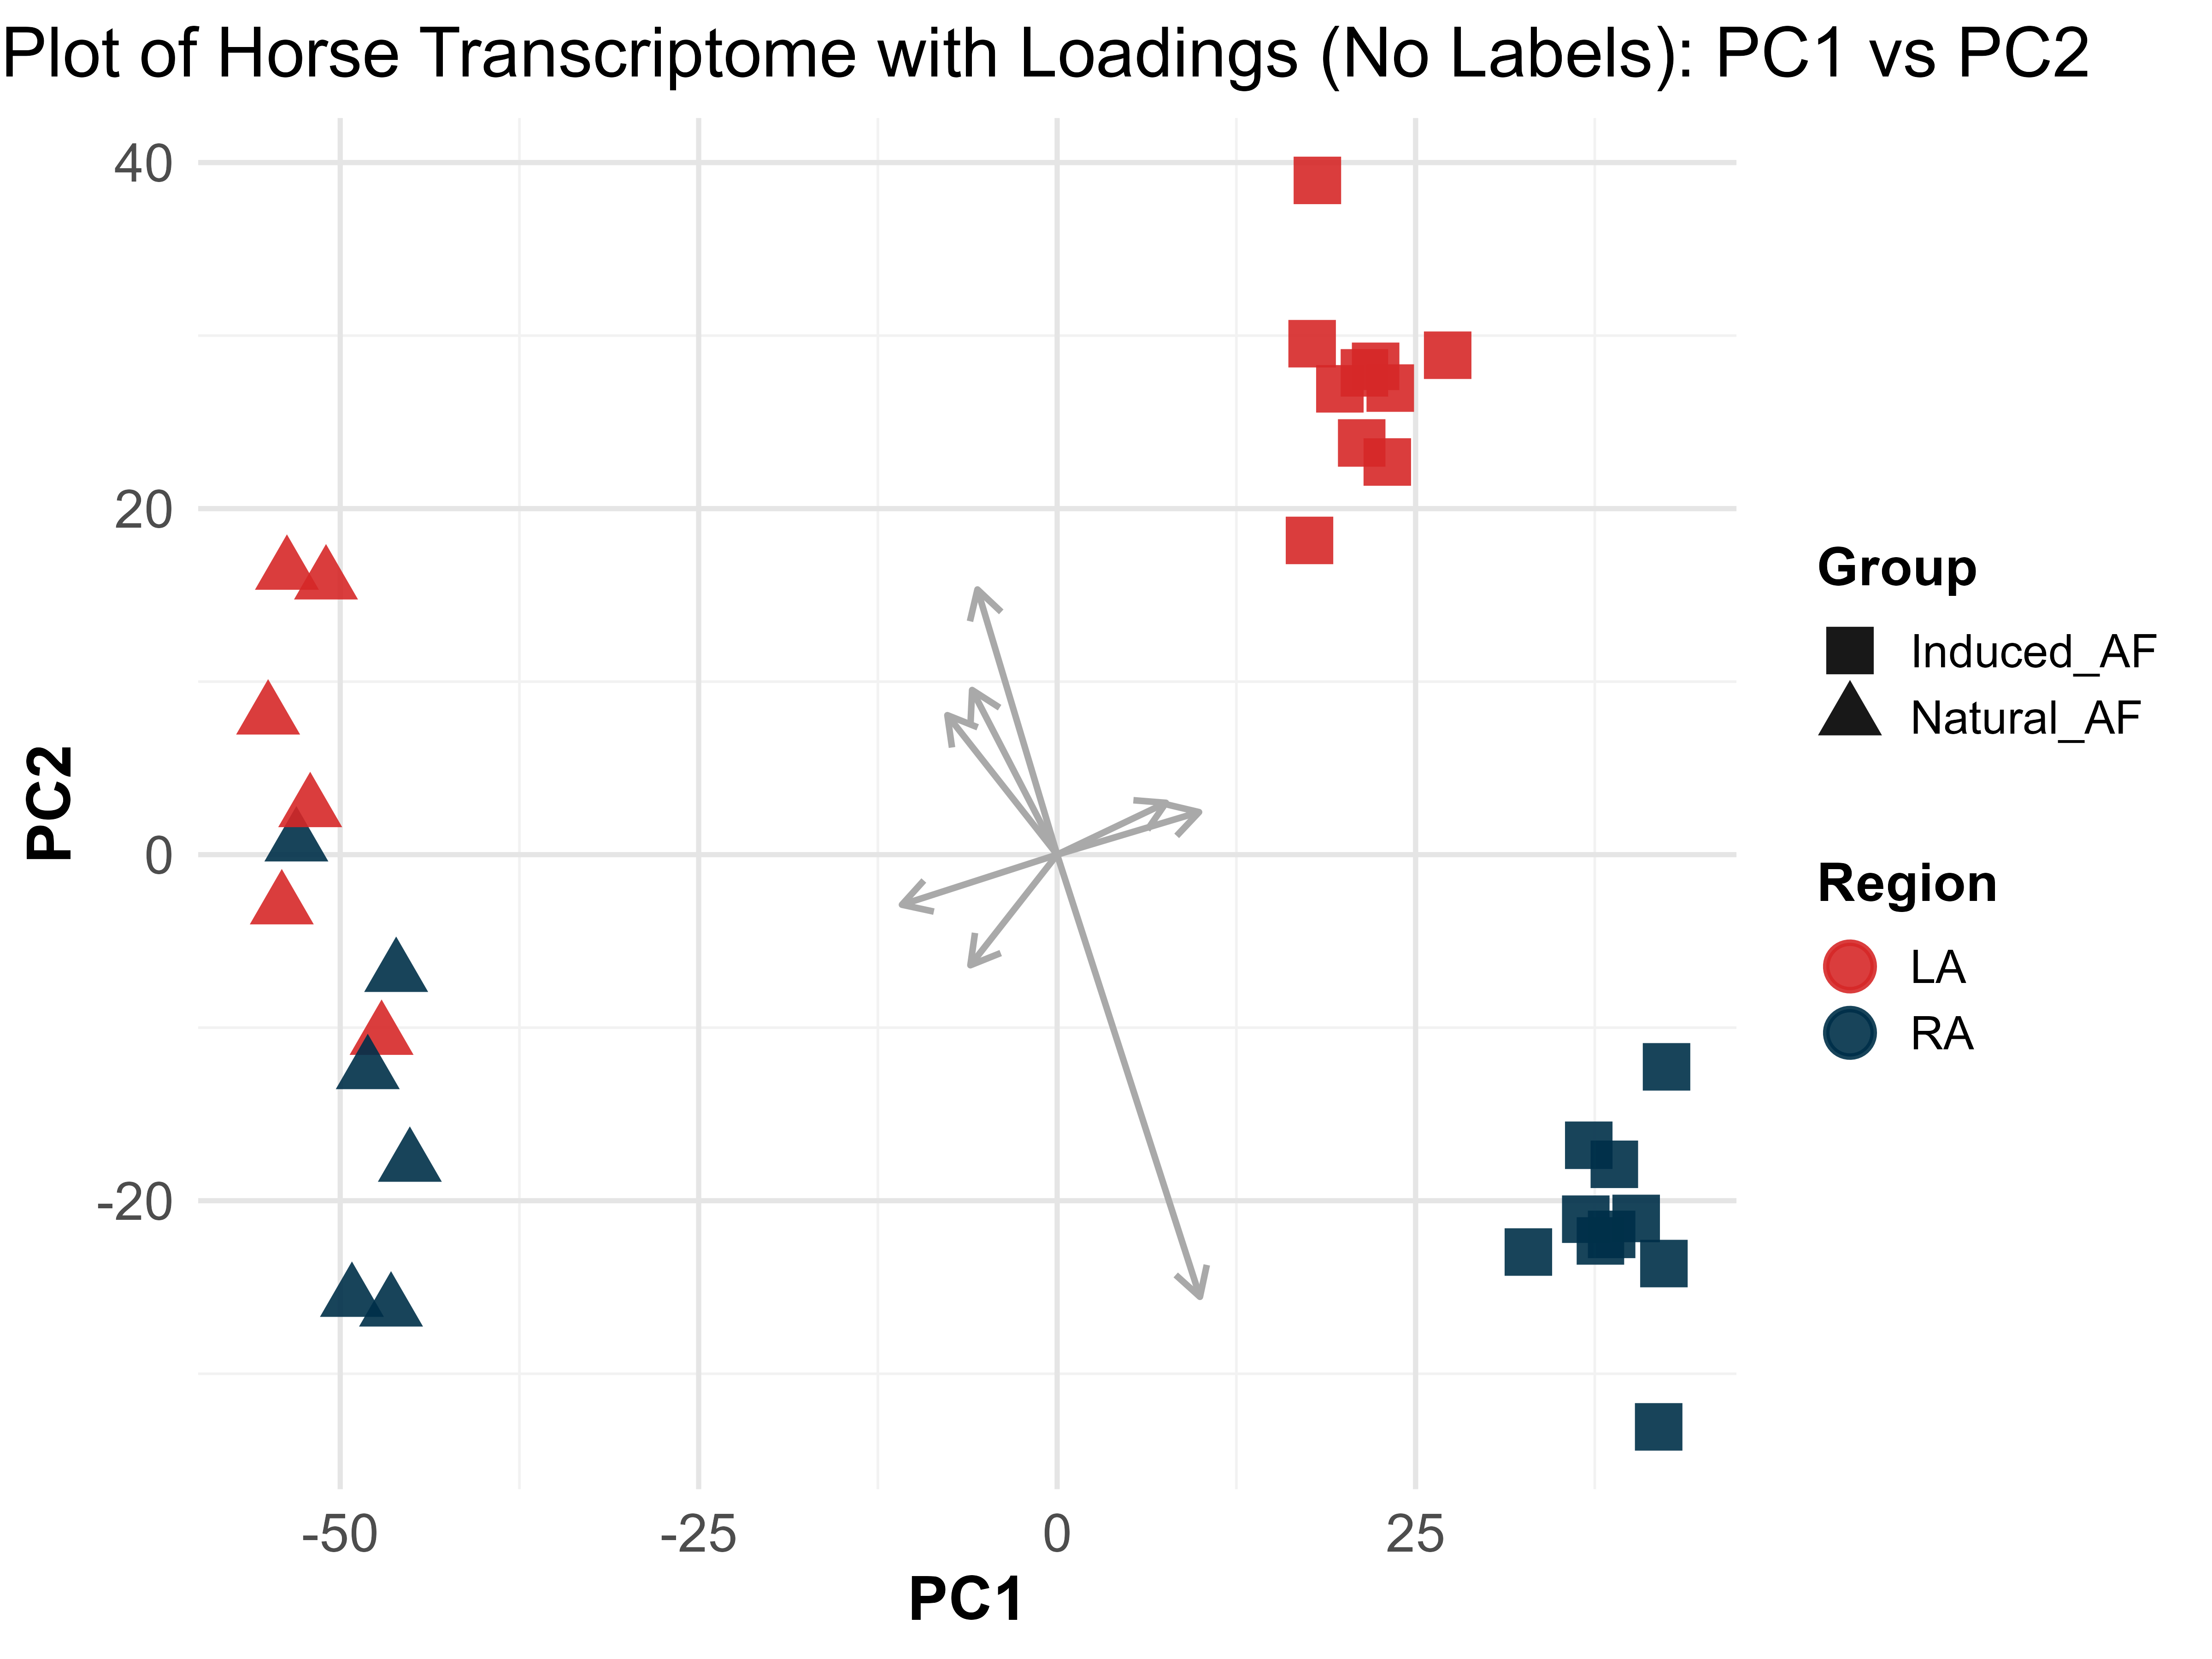 Plot of Horse Transcriptome with Loadings (No Labels): PC1 vs PC2
40
20
0
-20
PC2
-50
-25
0
25
PC1
Group
Induced_AF
Natural_AF
Region
LA
RA